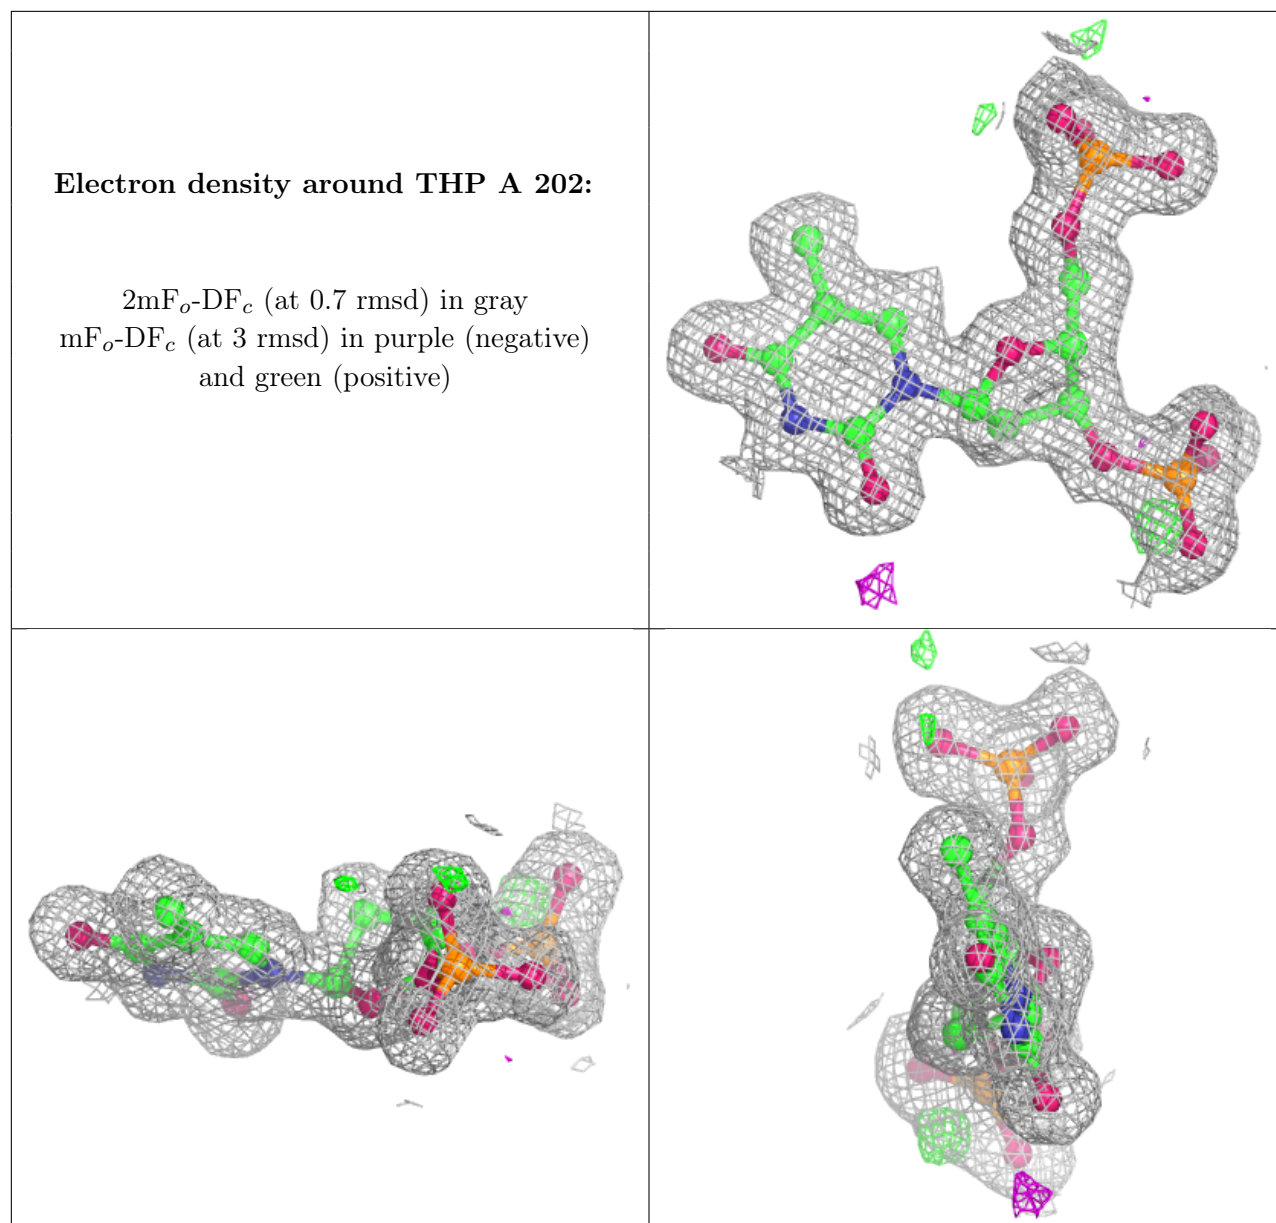 Electron density around THP A 202:
2mFₒ-DF𝒸 (at 0.7 rmsd) in gray
mFₒ-DF𝒸 (at 3 rmsd) in purple (negative)
and green (positive)